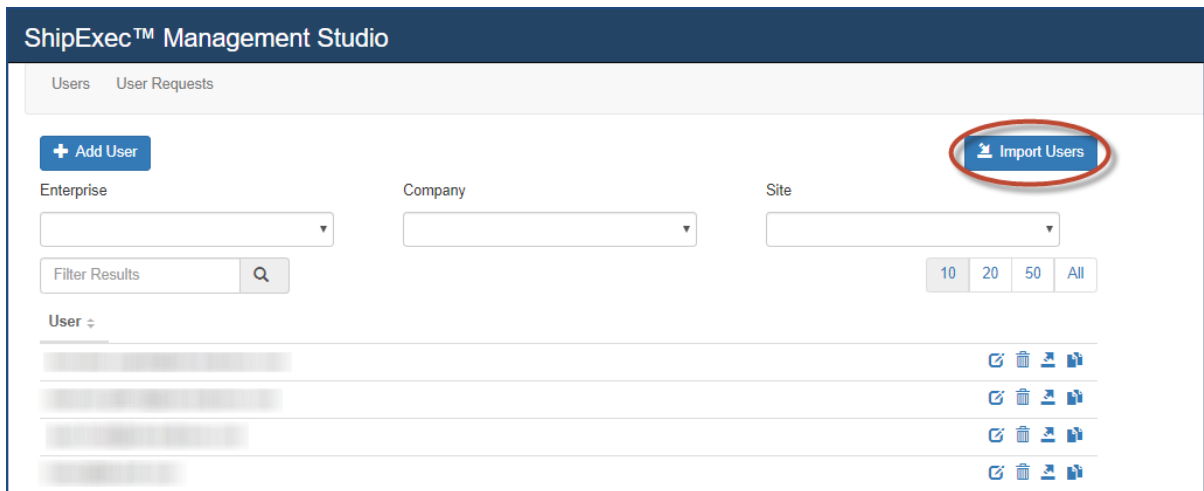 ShipExec™ Management Studio
Users User Requests
Add User Import Users
Enterprise Company Site
Filter Results 10 20 50 All
User